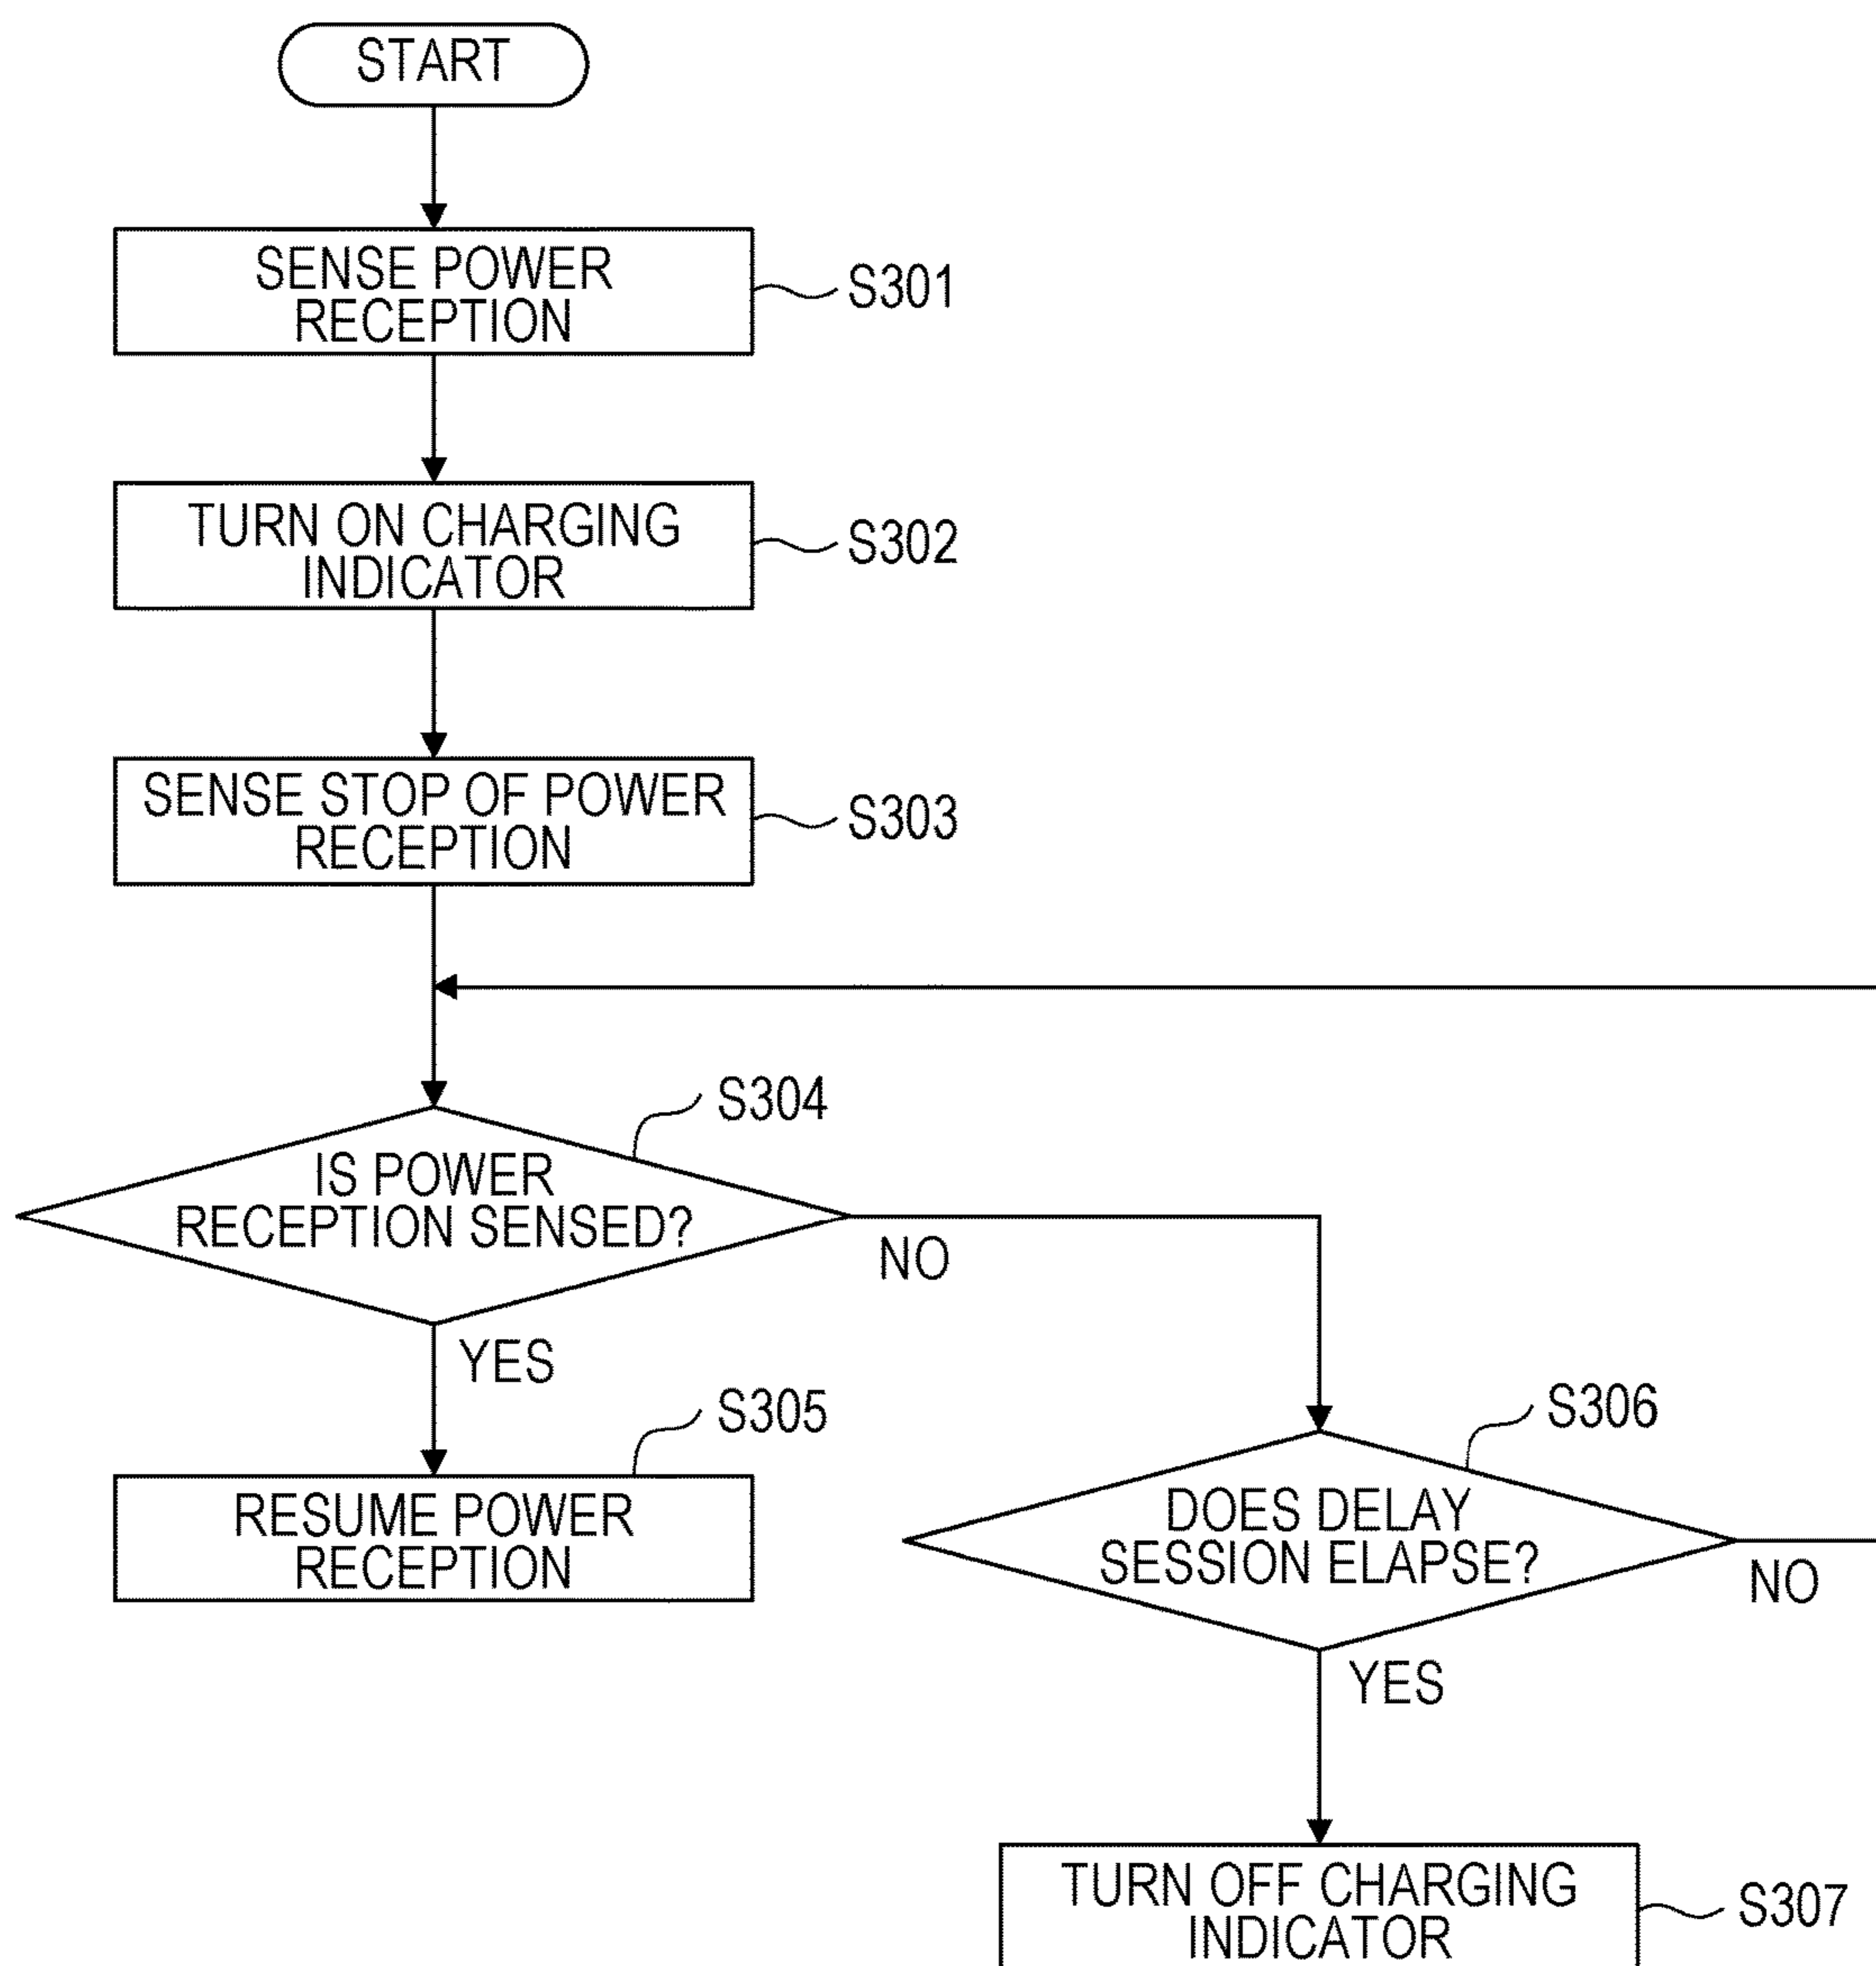 START
SENSE POWER
RECEPTION
S301
TURN ON CHARGING
INDICATOR
S302
SENSE STOP OF POWER
RECEPTION
S303
S304
IS POWER
RECEPTION SENSED?
NO
YES
S305
RESUME POWER
RECEPTION
S306
DOES DELAY
SESSION ELAPSE?
NO
YES
TURN OFF CHARGING
INDICATOR
S307